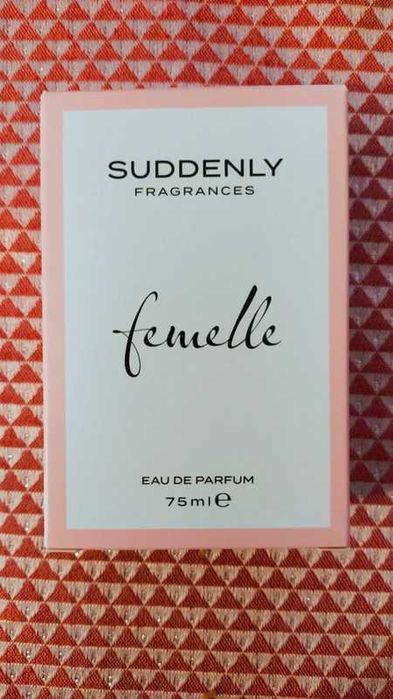 SUDDENLY
FRAGRANCES
femelle
EAU DE PARFUM
75ml℮